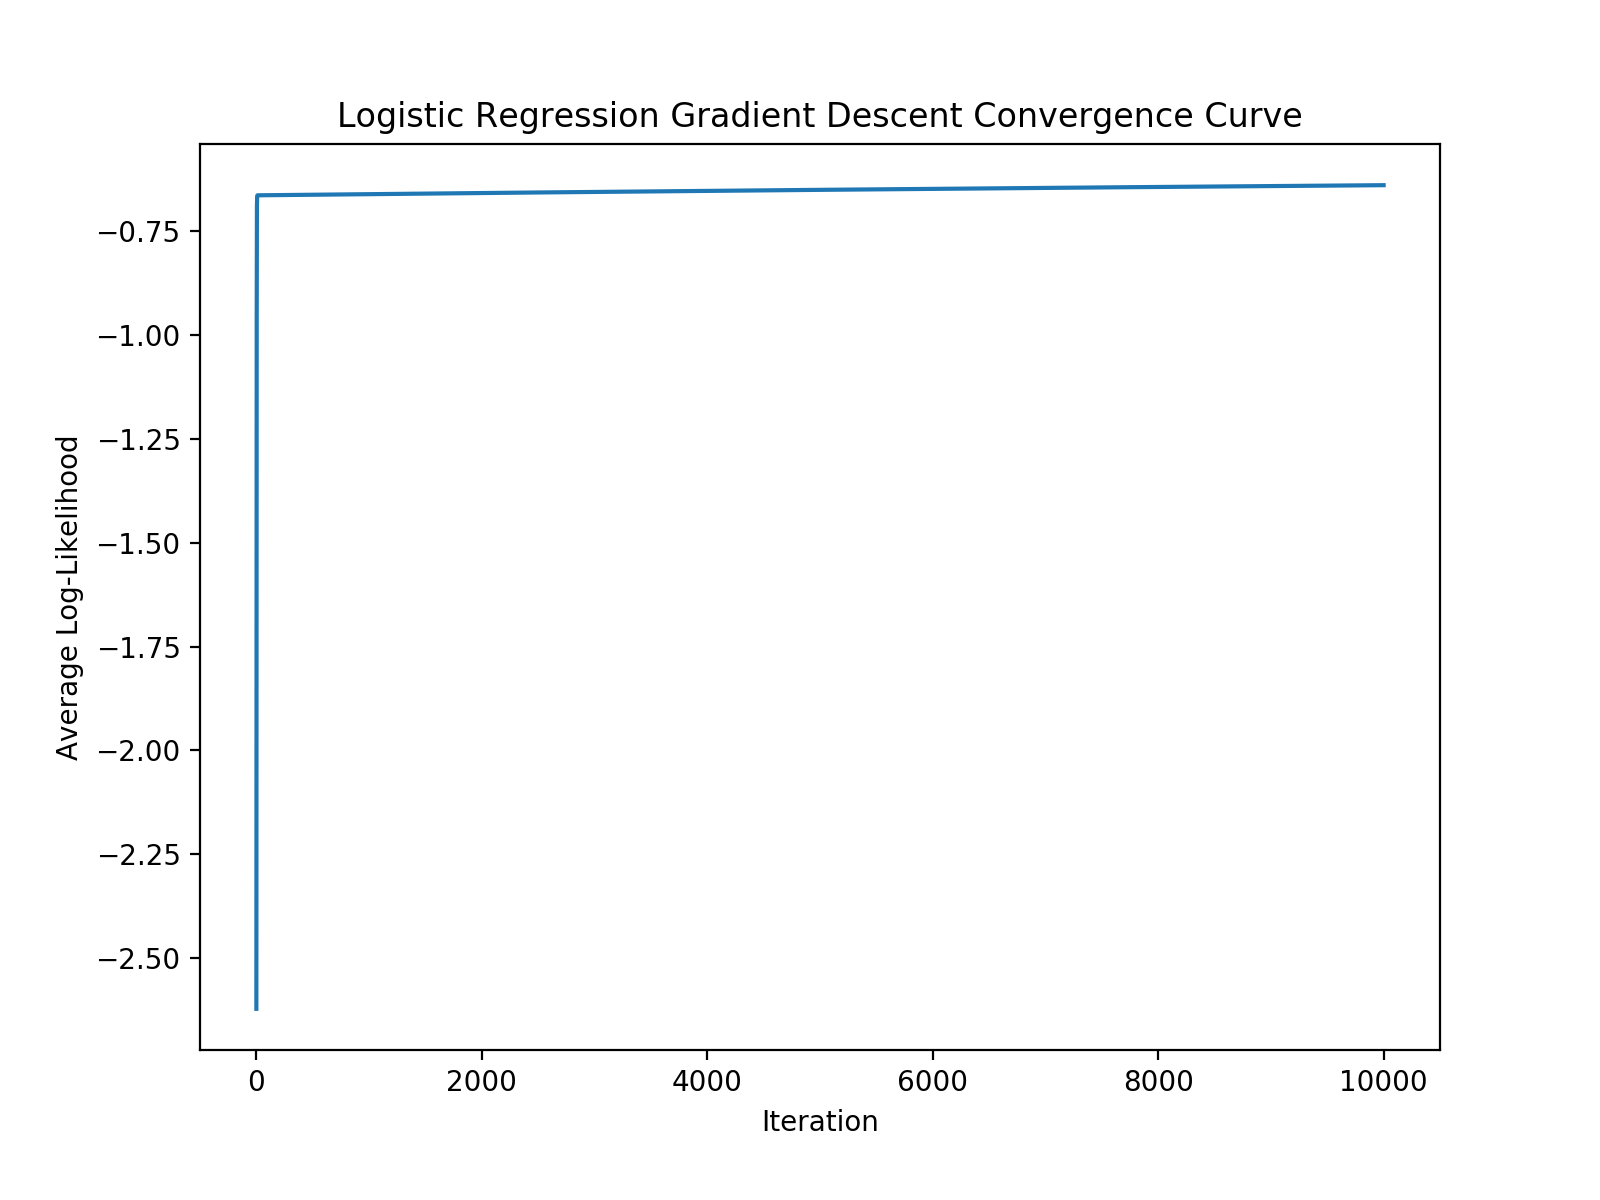 Logistic Regression Gradient Descent Convergence Curve
−0.75
−1.00
−1.25
−1.50
−1.75
−2.00
−2.25
−2.50
Average Log-Likelihood
0 2000 4000 6000 8000 10000
Iteration